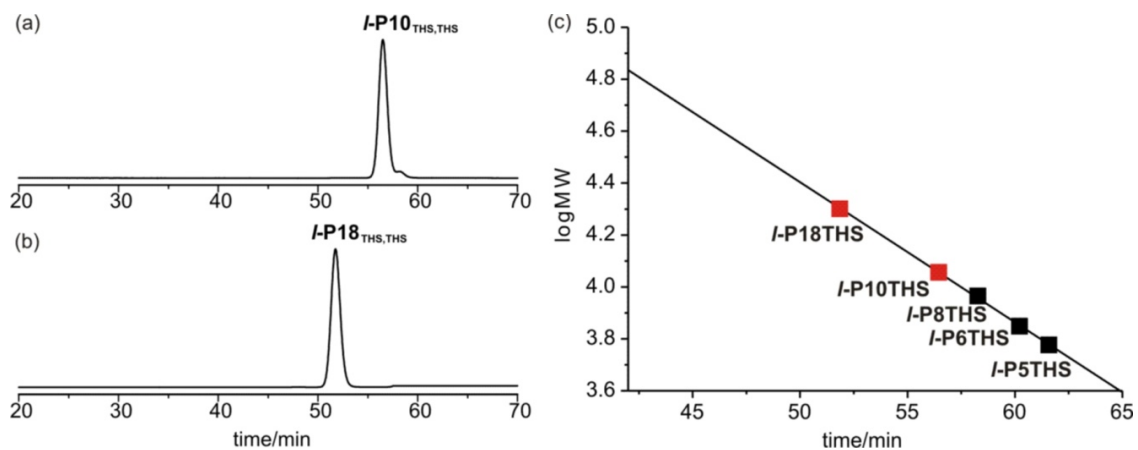 (a)
l-P10THS,THS
20 30 40 50 60 70
(b)
l-P18THS,THS
20 30 40 50 60 70
time/min
(c)
5.0
4.8
4.6
4.4
4.2
4.0
3.8
3.6
logMW
l-P18THS
l-P10THS
l-P8THS
l-P6THS
l-P5THS
45 50 55 60 65
time/min